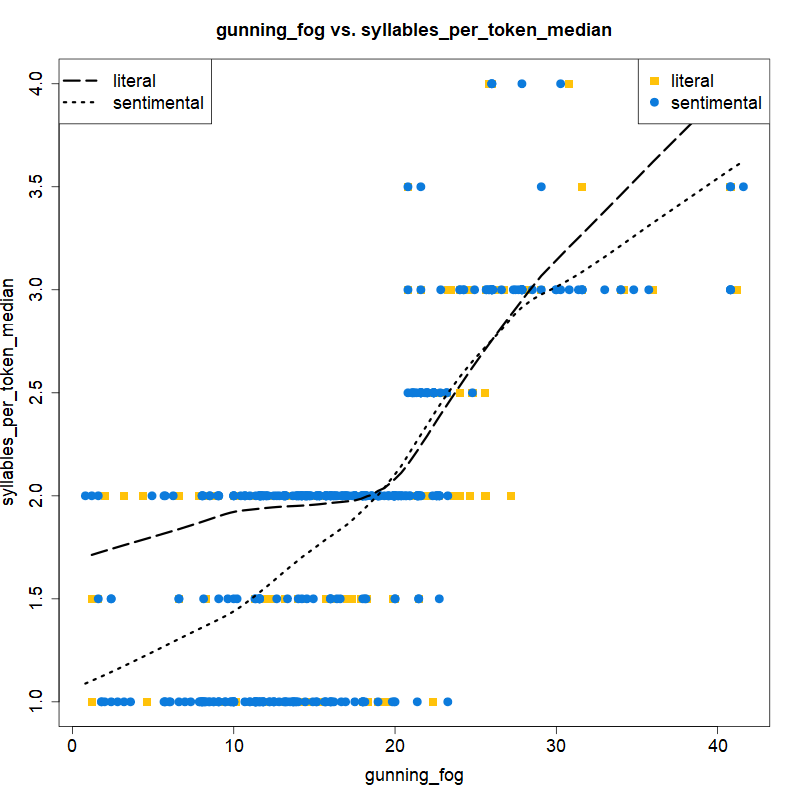 gunning_fog vs. syllables_per_token_median
literal
sentimental
literal
sentimental
syllables_per_token_median
4.0
3.5
3.0
2.5
2.0
1.5
1.0
0
10
20
30
40
gunning_fog